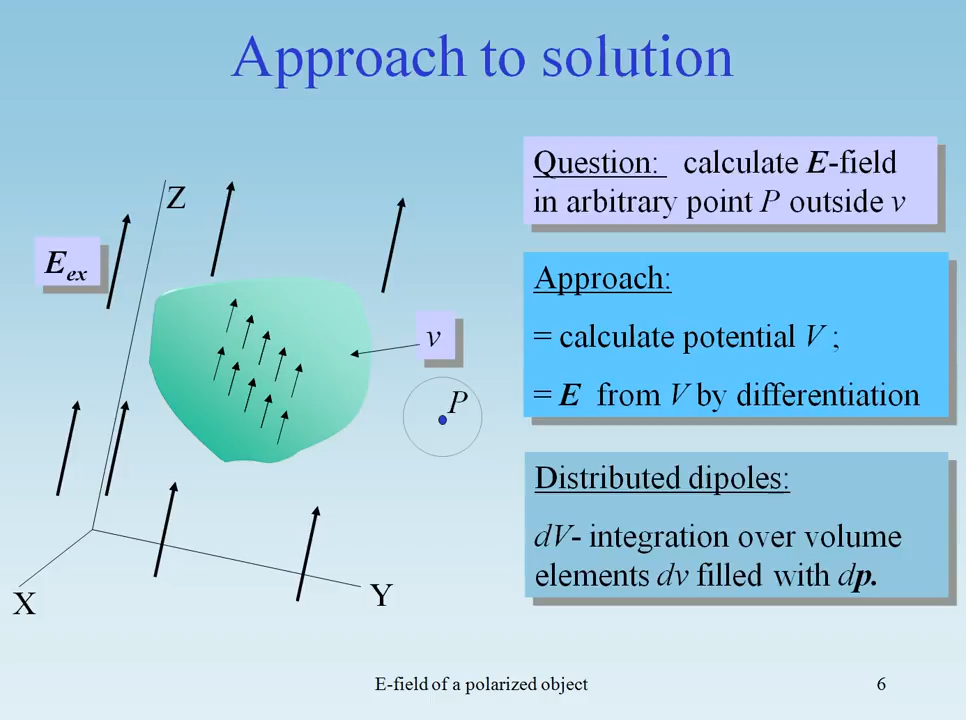 Approach to solution
Z
E_ex
v
P
X
Y
Question: calculate E-field
in arbitrary point P outside v
Approach:
= calculate potential V ;
= E from V by differentiation
Distributed dipoles:
dV- integration over volume
elements dv filled with dp.
E-field of a polarized object
6